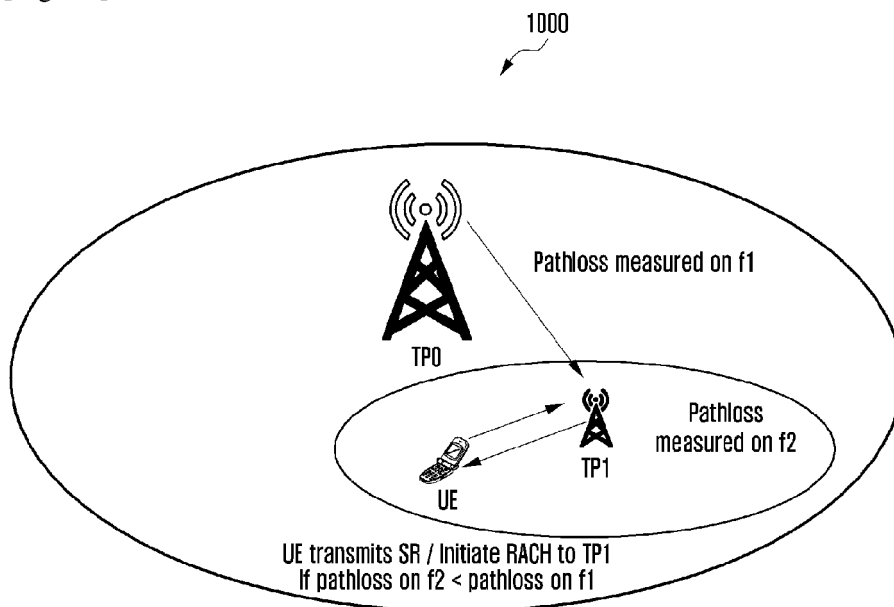 1000
Pathloss measured on f1
TP0
Pathloss
measured on f2
TP1
UE
UE transmits SR / Initiate RACH to TP1
If pathloss on f2 < pathloss on f1